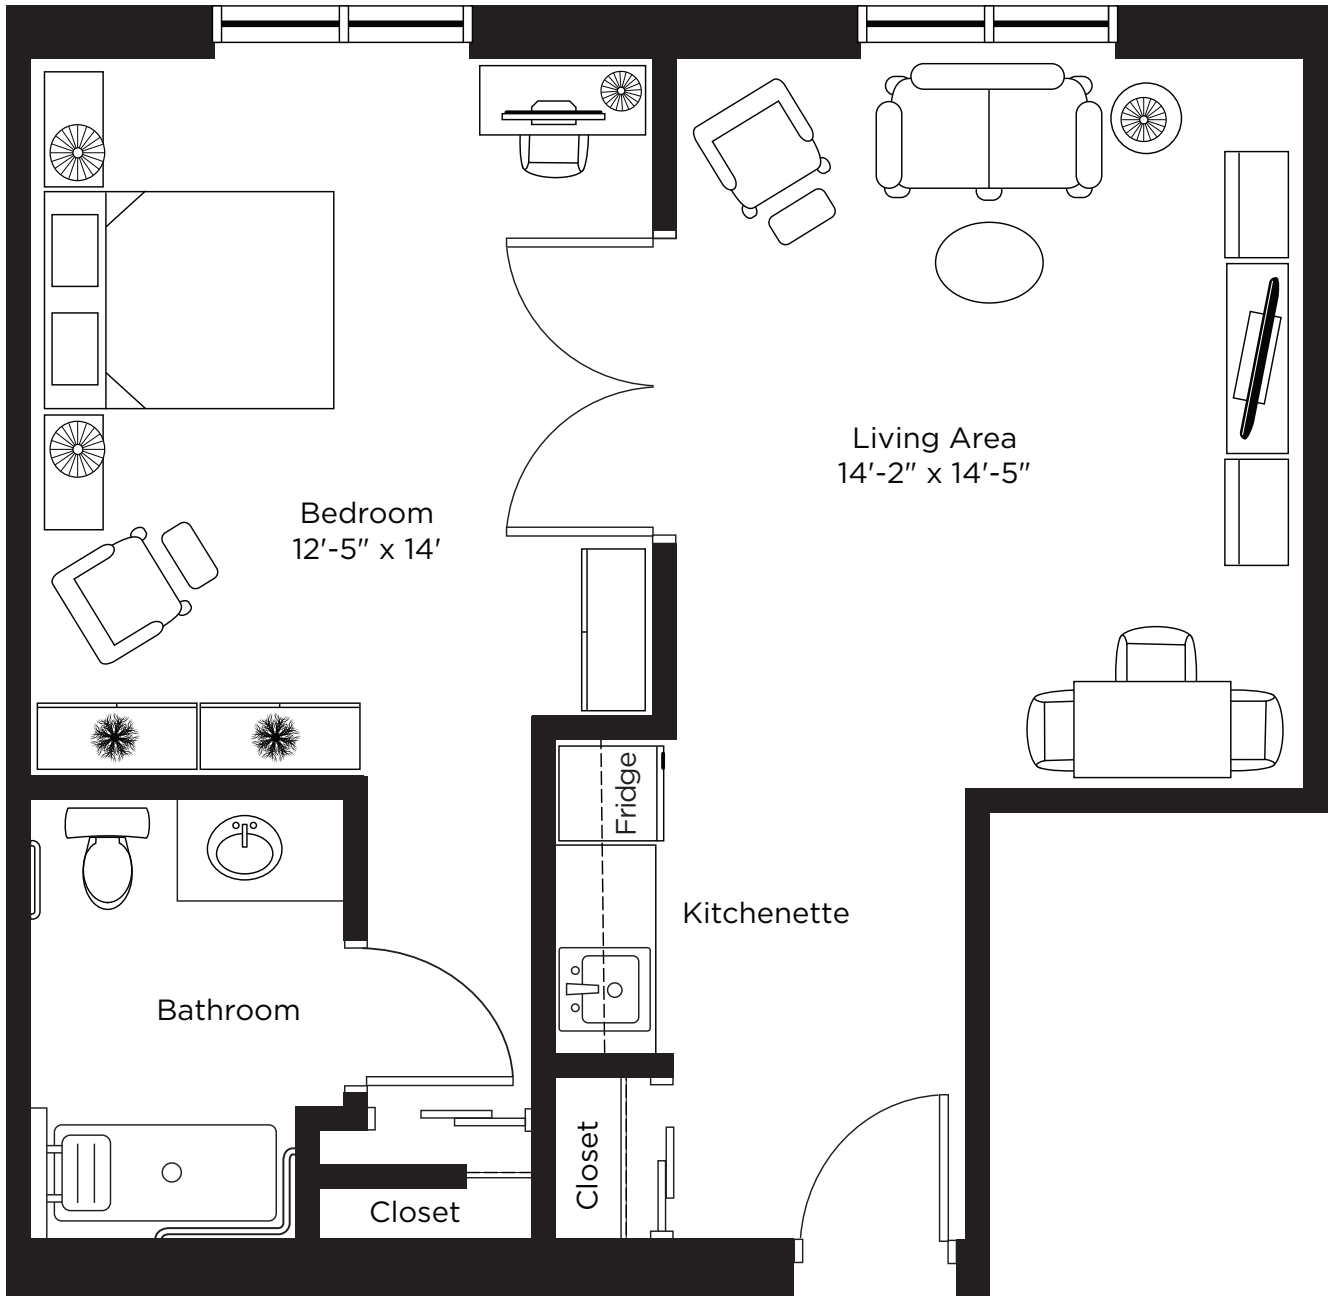 Living Area
14'-2" x 14'-5"
Bedroom
12'-5" x 14'
Fridge
Kitchenette
Bathroom
Closet
Closet